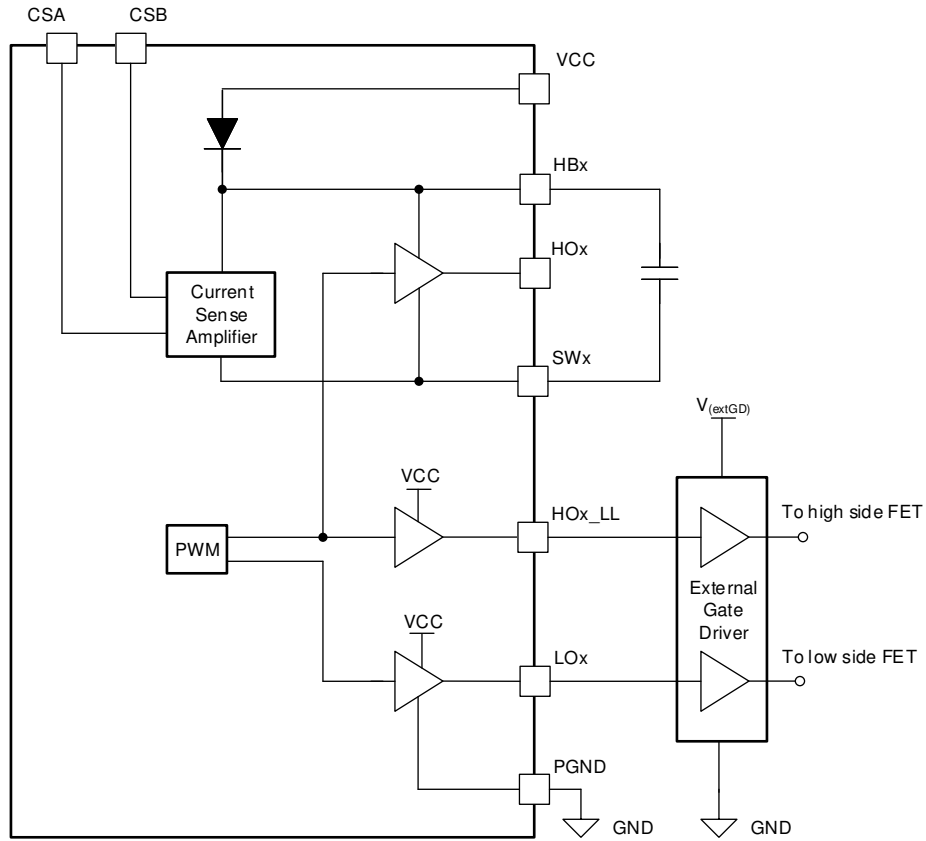 CSA
CSB
VCC
HBx
HOx
Current
Sense
Amplifier
SWx
V(extGD)
VCC
HOx_LL
To high side FET
PWM
External
Gate
Driver
VCC
LOx
To low side FET
PGND
GND
GND